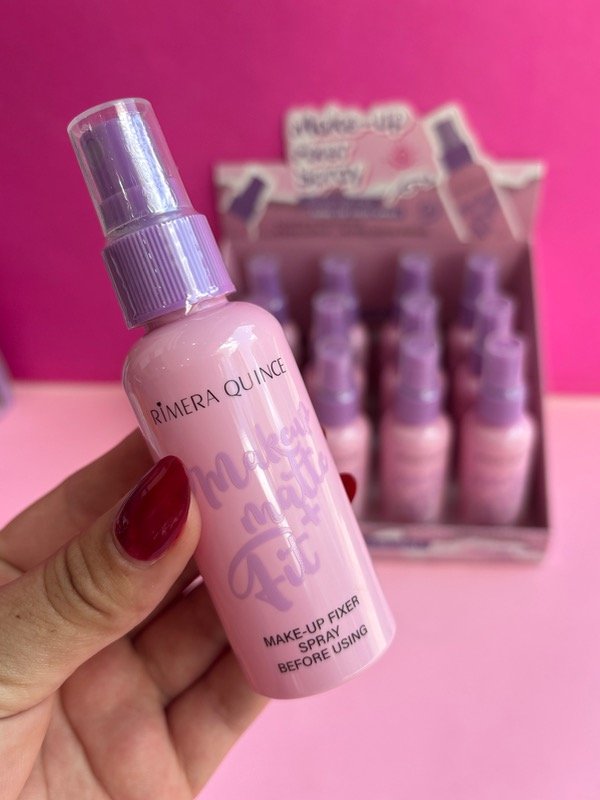 RIMERA QUINCE
Makeup
matte
+
Fit
MAKE-UP FIXER
SPRAY
BEFORE USING
Make-up
Fixer
Spray